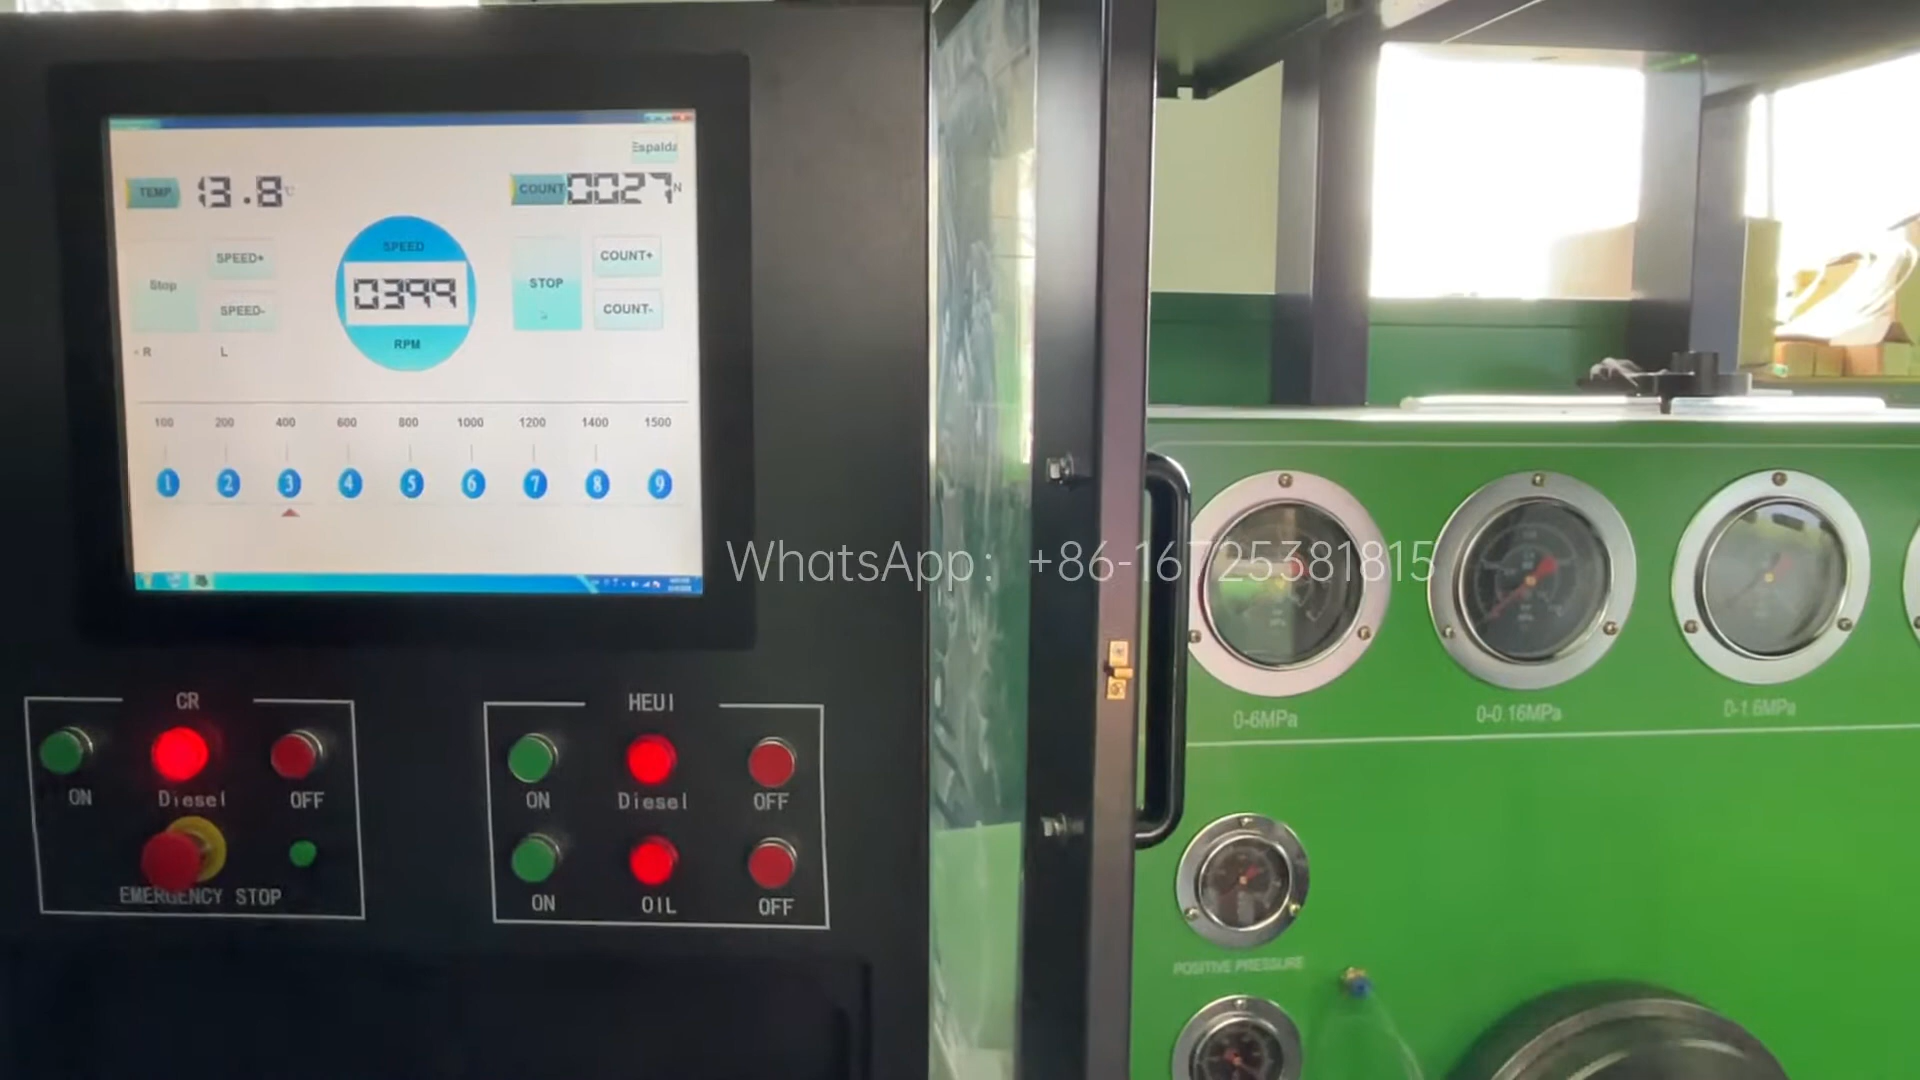 Espalda
TEMP 13.8 °C
COUNT 0027 N
SPEED
0399
RPM
Stop
SPEED+
SPEED-
STOP
COUNT+
COUNT-
R L
100 200 400 600 800 1000 1200 1400 1500
1 2 3 4 5 6 7 8 9
WhatsApp：+86-16725381815
CR
ON Diesel OFF
EMERGENCY STOP
HEUI
ON Diesel OFF
ON OIL OFF
0-6MPa
0-0.16MPa
0-1.6MPa
POSITIVE PRESSURE